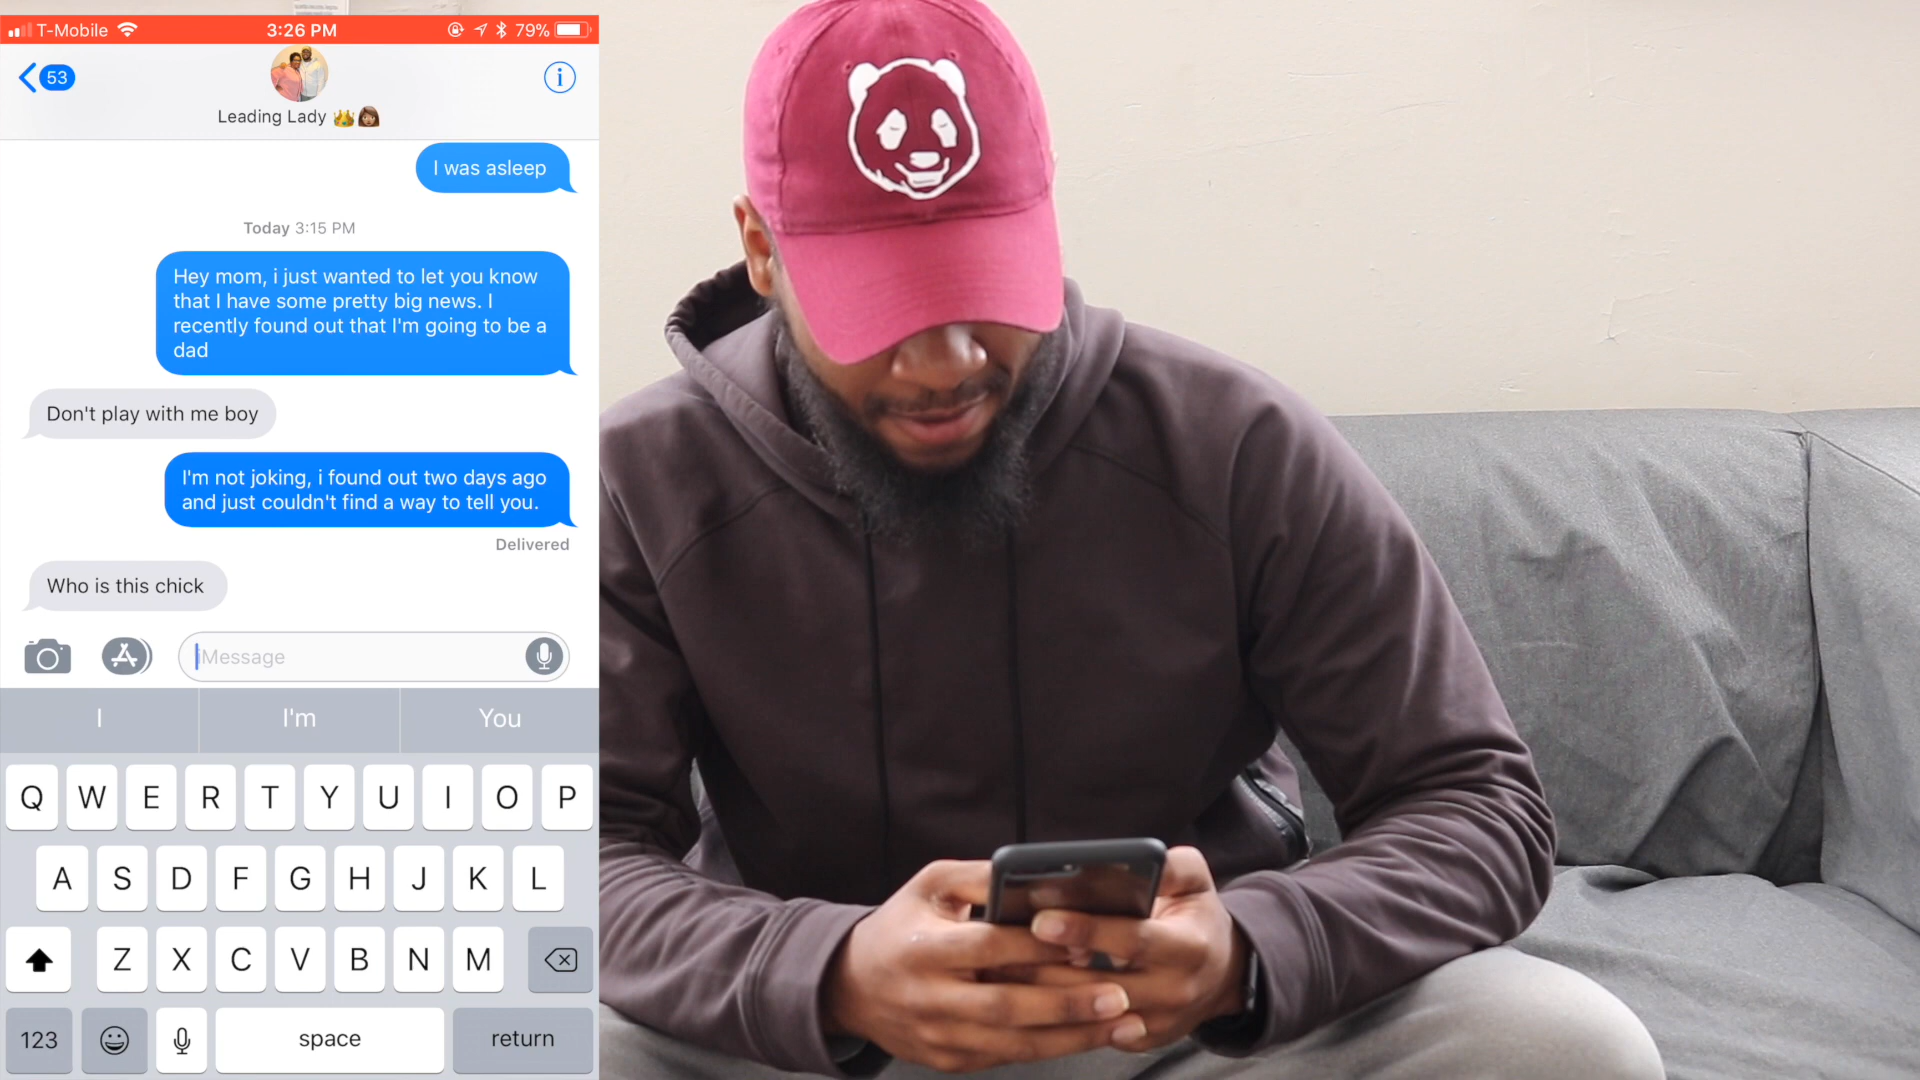 T-Mobile 3:26 PM 79%
53
Leading Lady
I was asleep
Today 3:15 PM
Hey mom, i just wanted to let you know
that I have some pretty big news. I
recently found out that I'm going to be a
dad
Don't play with me boy
I'm not joking, i found out two days ago
and just couldn't find a way to tell you.
Delivered
Who is this chick
iMessage
I I'm You
Q W E R T Y U I O P
A S D F G H J K L
Z X C V B N M
123 space return